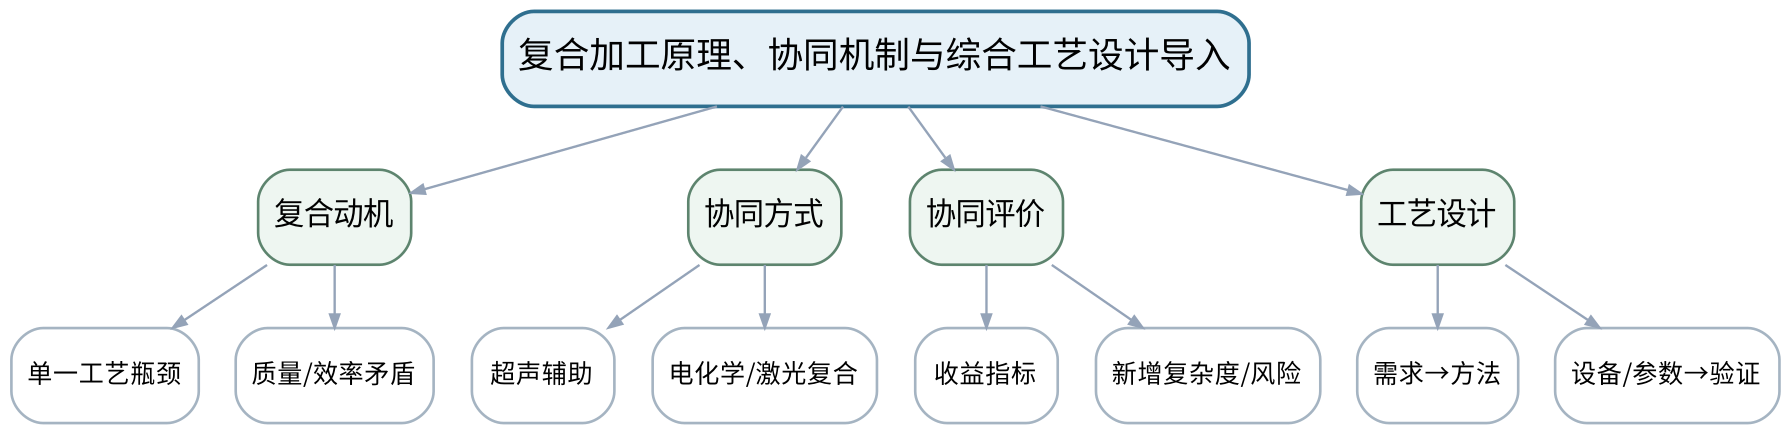 复合加工原理、协同机制与综合工艺设计导入
复合动机
协同方式
协同评价
工艺设计
单一工艺瓶颈
质量/效率矛盾
超声辅助
电化学/激光复合
收益指标
新增复杂度/风险
需求→方法
设备/参数→验证